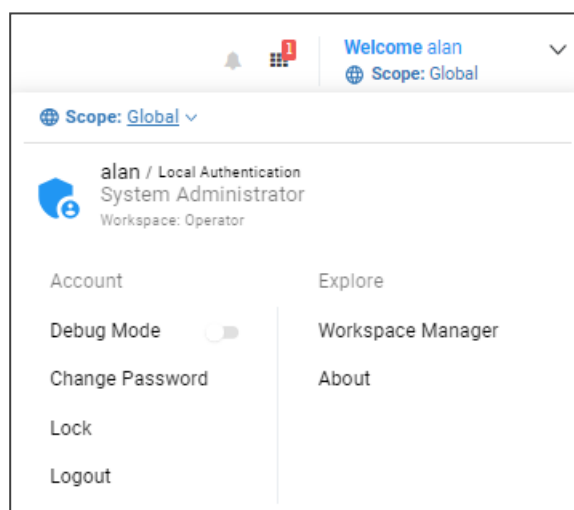 1
Welcome alan
Scope: Global
Scope: Global
alan / Local Authentication
System Administrator
Workspace: Operator
Account
Explore
Debug Mode
Workspace Manager
Change Password
About
Lock
Logout